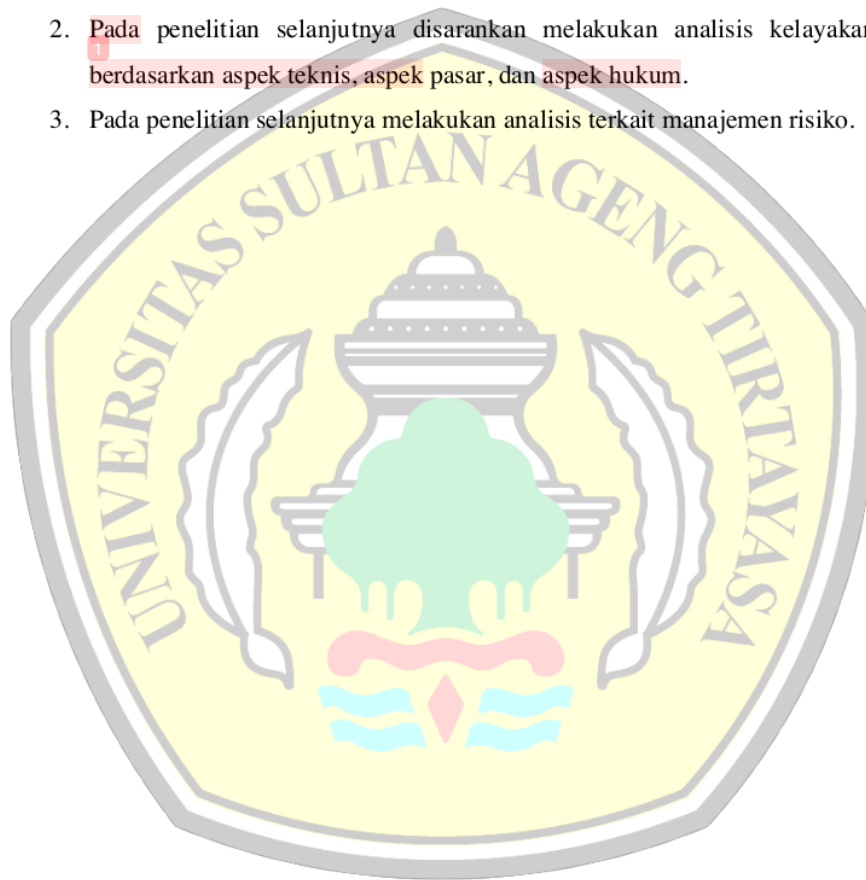 2. Pada penelitian selanjutnya disarankan melakukan analisis kelayakan
1
berdasarkan aspek teknis, aspek pasar, dan aspek hukum.
3. Pada penelitian selanjutnya melakukan analisis terkait manajemen risiko.
UNIVERSITAS SULTAN AGENG TIRTAYASA